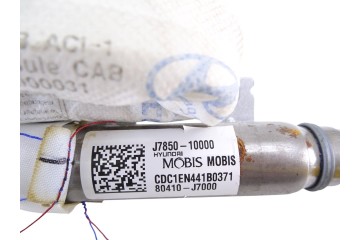 ACI-1
ule CAB
00031
J7850-10000
HYUNDAI
MOBIS MOBIS
CDC1EN441B0371
80410-J7000